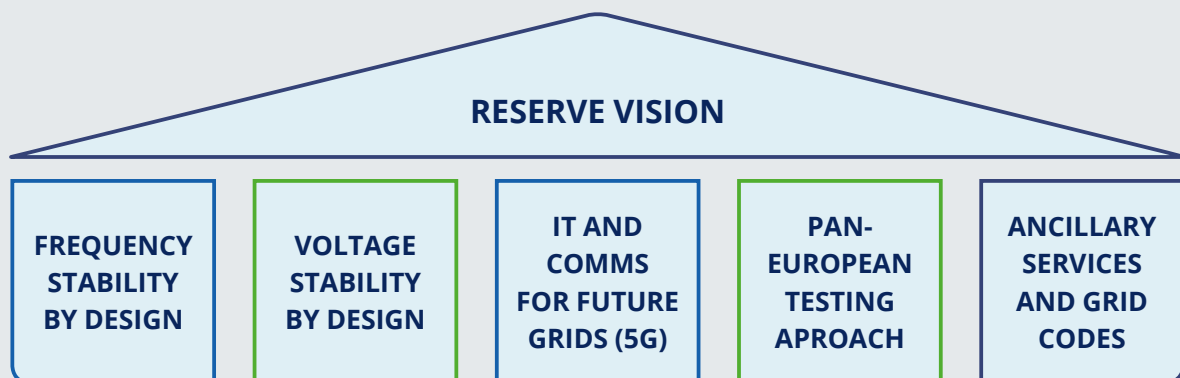 RESERVE VISION
FREQUENCY
STABILITY
BY DESIGN
VOLTAGE
STABILITY
BY DESIGN
IT AND
COMMS
FOR FUTURE
GRIDS (5G)
PAN-
EUROPEAN
TESTING
APROACH
ANCILLARY
SERVICES
AND GRID
CODES